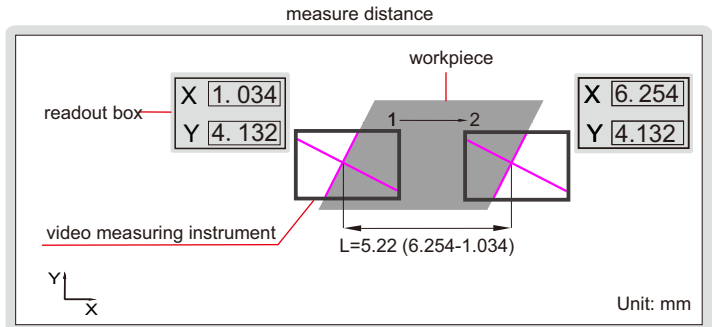 measure distance
workpiece
X 1.034
Y 4.132
readout box
1
2
X 6.254
Y 4.132
video measuring instrument
L=5.22 (6.254-1.034)
Y
X
Unit: mm